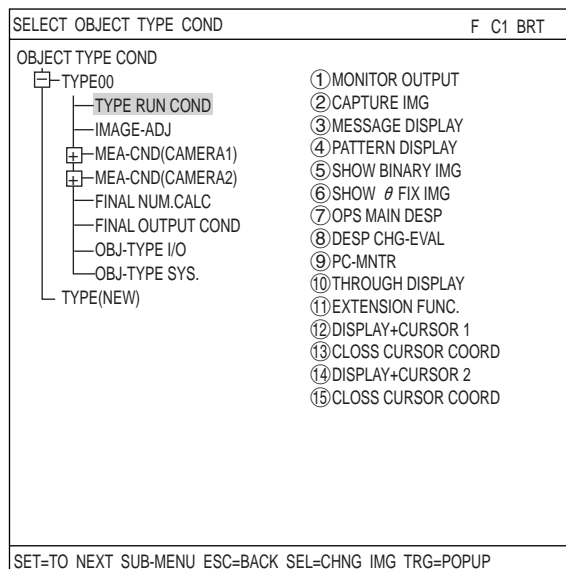 SELECT OBJECT TYPE COND F C1 BRT
OBJECT TYPE COND
TYPE00
TYPE RUN COND
IMAGE-ADJ
MEA-CND(CAMERA1)
MEA-CND(CAMERA2)
FINAL NUM.CALC
FINAL OUTPUT COND
OBJ-TYPE I/O
OBJ-TYPE SYS.
TYPE(NEW)
①MONITOR OUTPUT
②CAPTURE IMG
③MESSAGE DISPLAY
④PATTERN DISPLAY
⑤SHOW BINARY IMG
⑥SHOW θ FIX IMG
⑦OPS MAIN DESP
⑧DESP CHG-EVAL
⑨PC-MNTR
⑩THROUGH DISPLAY
⑪EXTENSION FUNC.
⑫DISPLAY+CURSOR 1
⑬CLOSS CURSOR COORD
⑭DISPLAY+CURSOR 2
⑮CLOSS CURSOR COORD
SET=TO NEXT SUB-MENU ESC=BACK SEL=CHNG IMG TRG=POPUP